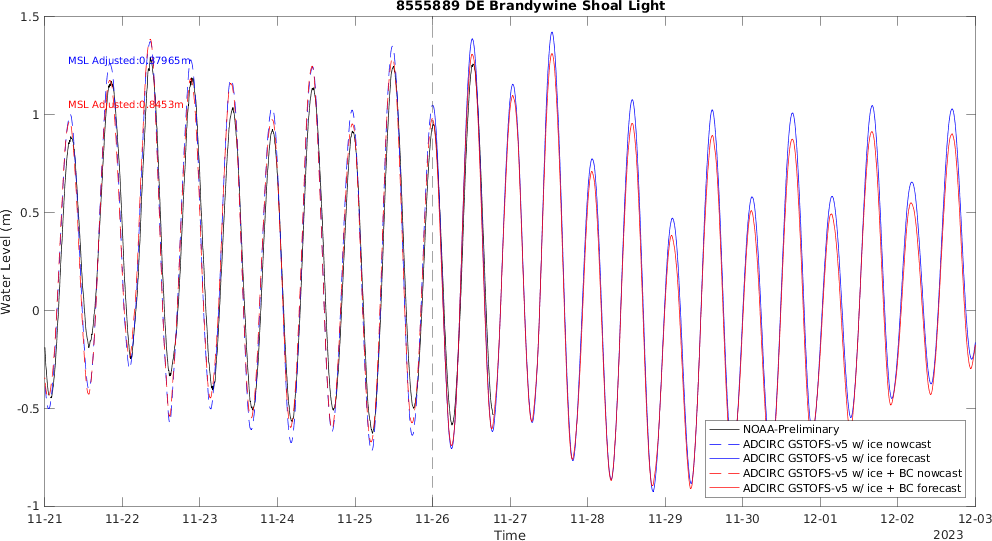 8555889 DE Brandywine Shoal Light
1.5
MSL Adjusted:0.87965m
MSL Adjusted:0.8453m
1
0.5
0
-0.5
-1
Water Level (m)
NOAA-Preliminary
ADCIRC GSTOFS-v5 w/ ice nowcast
ADCIRC GSTOFS-v5 w/ ice forecast
ADCIRC GSTOFS-v5 w/ ice + BC nowcast
ADCIRC GSTOFS-v5 w/ ice + BC forecast
11-21 11-22 11-23 11-24 11-25 11-26 11-27 11-28 11-29 11-30 12-01 12-02 12-03
Time
2023